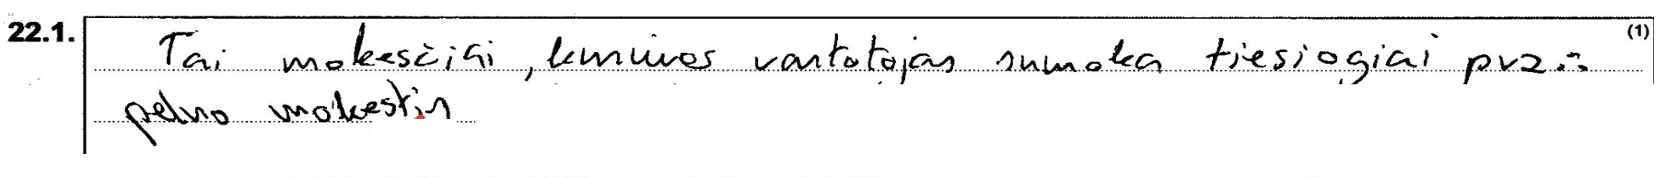 22.1. Tai mokesčiai, kuriuos vartotojas sumoka tiesiogiai pvz.: (1)
pelno mokestis